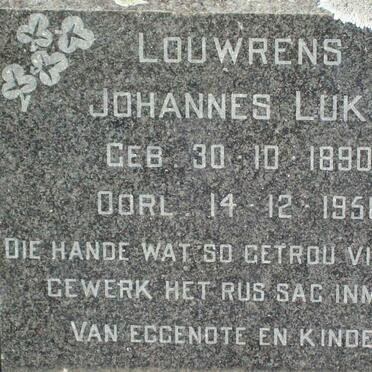 LOUWRENS
JOHANNES LUK
GEB. 30 · 10 · 1890
OORL. 14 - 12 - 195
DIE HANDE WAT SO GETROU VI
GEWERK HET RUS SAG INM
VAN EGGENOTE EN KINDE